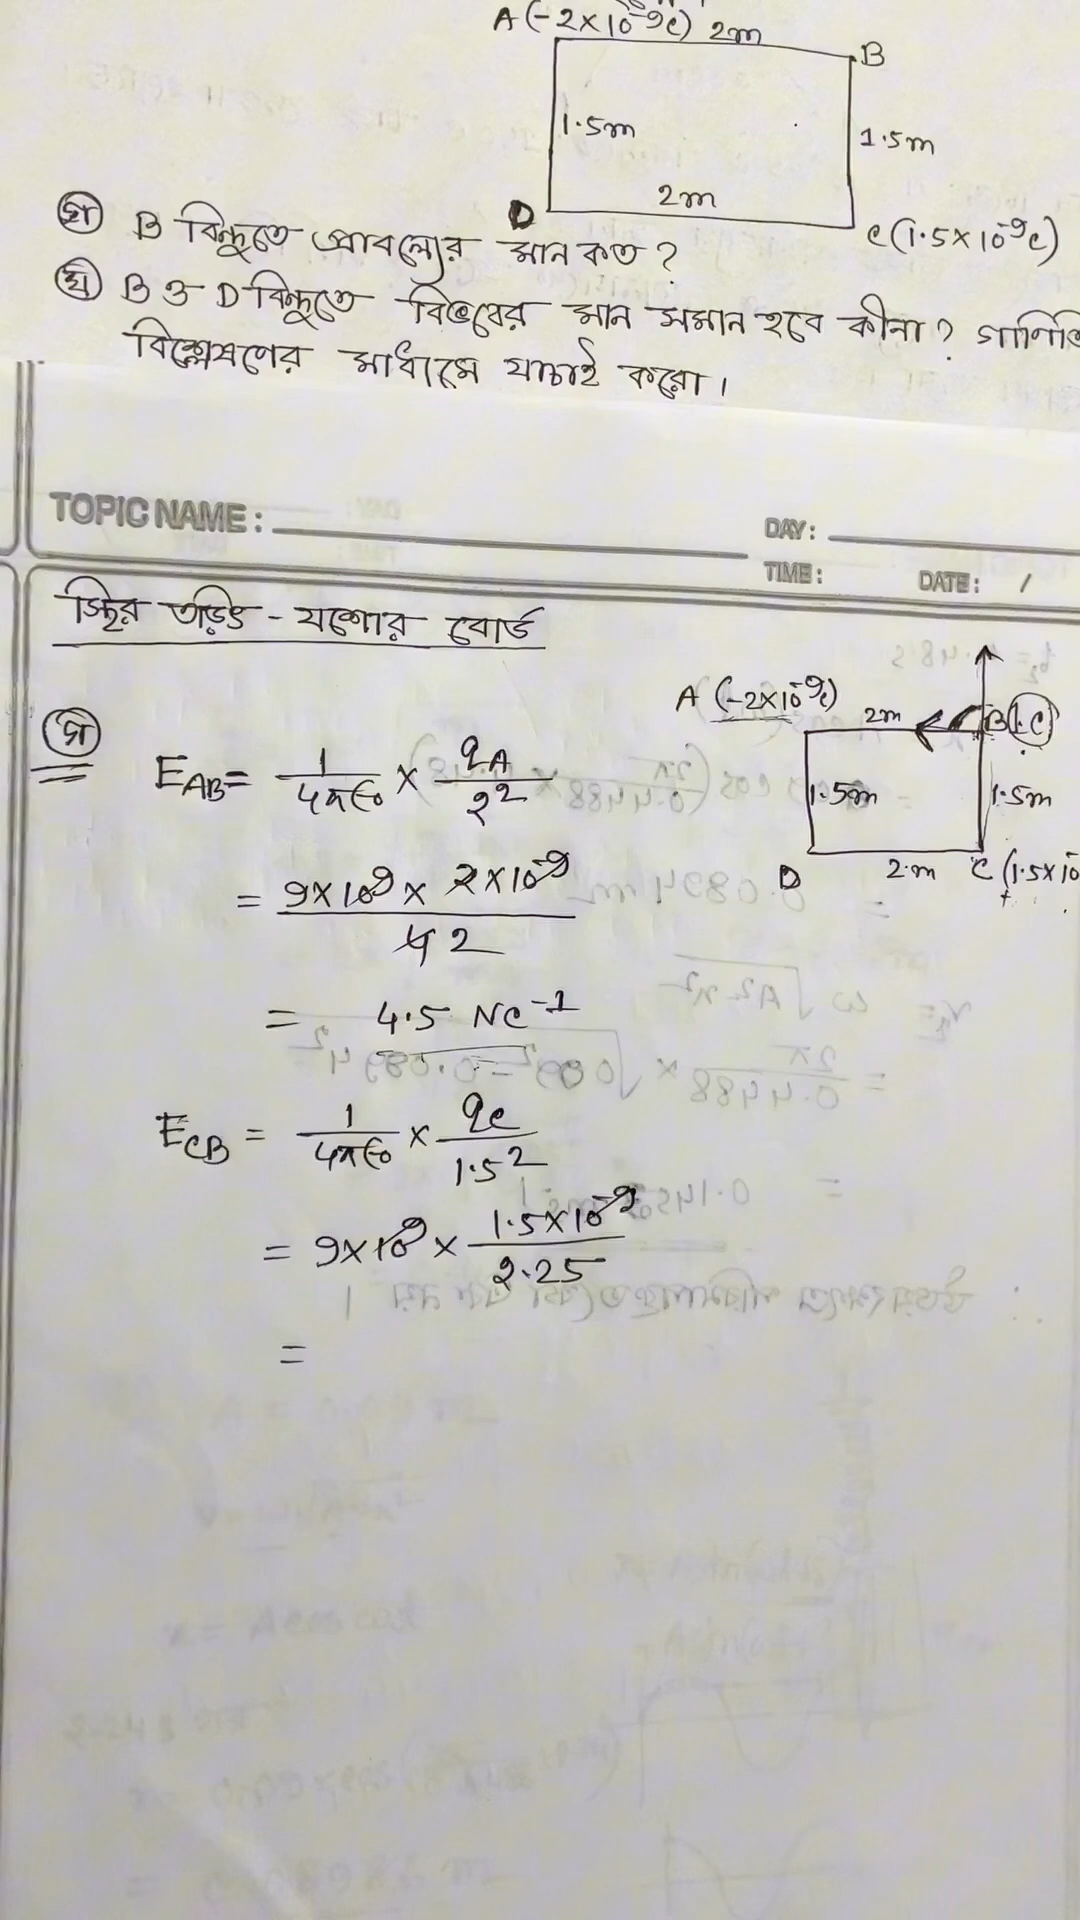 A (-2×10⁻⁹C) 2m
B
1.5m
1.5m
2m
D
C (1.5×10⁻⁹C)
গ) B বিন্দুতে প্রাবল্যের মান কত?
ঘ) B ও D বিন্দুতে বিভবের মান সমান হবে কীনা?
বিশ্লেষণের মাধ্যমে যাচাই করো।
TOPIC NAME :
DAY :
TIME :
DATE : /
স্থির তড়িৎ - যশোর বোর্ড
A (-2×10⁻⁹C)
2m
1.5m
1.5m
D
2m
C (1.5×10
+
গ)
E_AB = 1/4πε₀ × q_A/2²
= 9×10⁹ × 2×10⁻⁹ / 4 2
= 4.5 NC⁻¹
E_CB = 1/4πε₀ × q_C/1.5²
= 9×10⁹ × 1.5×10⁻⁹/2.25
=